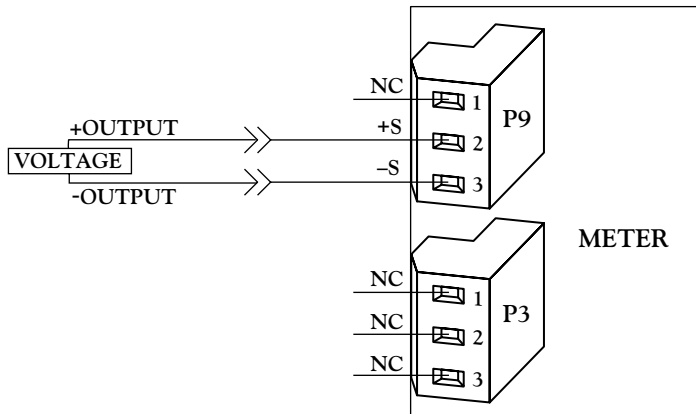 NC
1
+OUTPUT
+S
2
P9
VOLTAGE
-OUTPUT
–S
3
METER
NC
1
P3
NC
2
NC
3